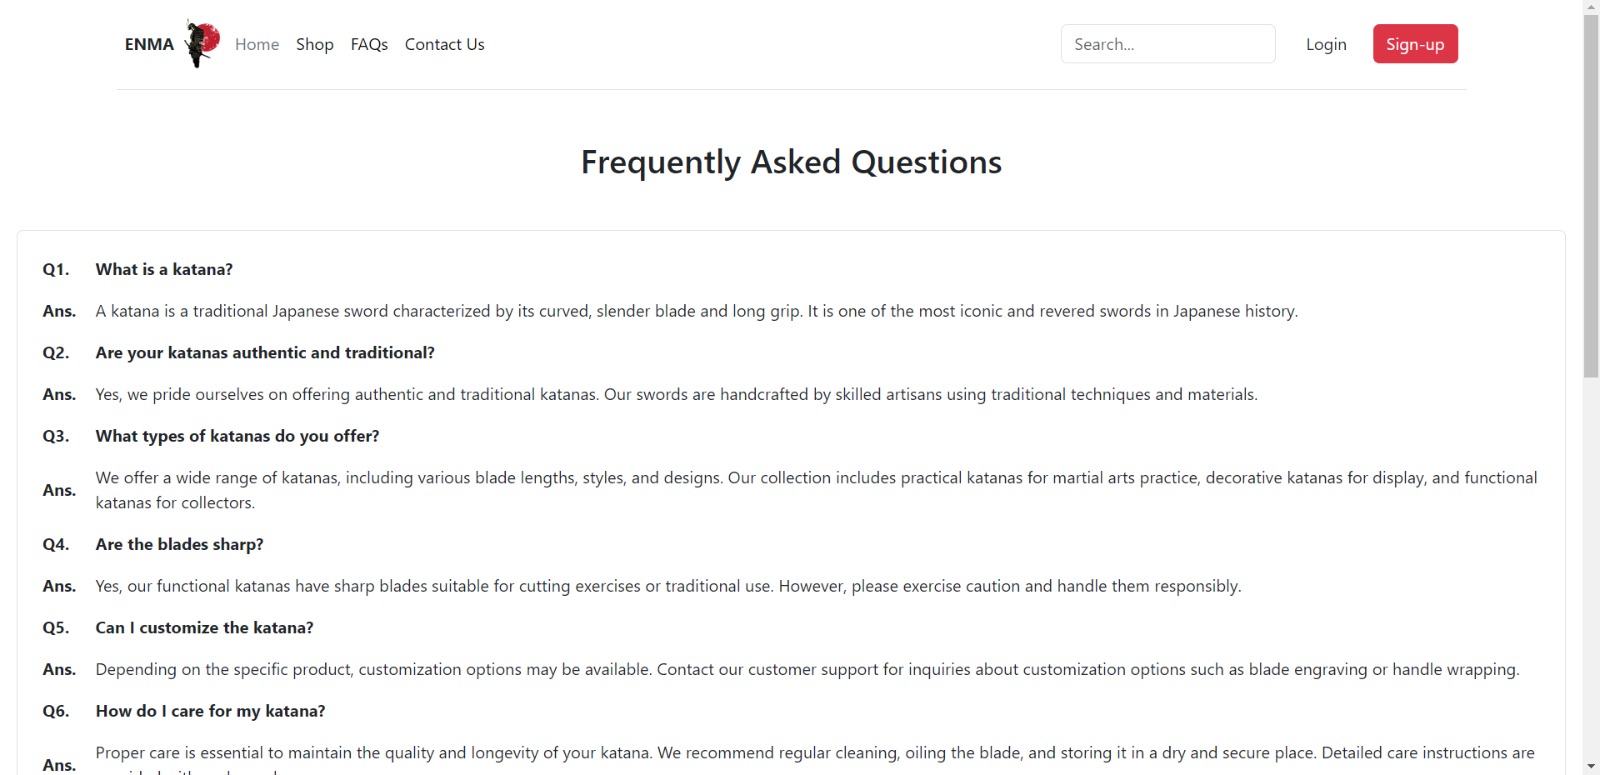 ENMA Home Shop FAQs Contact Us Search... Login Sign-up
Frequently Asked Questions
Q1. What is a katana?
Ans. A katana is a traditional Japanese sword characterized by its curved, slender blade and long grip. It is one of the most iconic and revered swords in Japanese history.
Q2. Are your katanas authentic and traditional?
Ans. Yes, we pride ourselves on offering authentic and traditional katanas. Our swords are handcrafted by skilled artisans using traditional techniques and materials.
Q3. What types of katanas do you offer?
Ans. We offer a wide range of katanas, including various blade lengths, styles, and designs. Our collection includes practical katanas for martial arts practice, decorative katanas for display, and functional
katanas for collectors.
Q4. Are the blades sharp?
Ans. Yes, our functional katanas have sharp blades suitable for cutting exercises or traditional use. However, please exercise caution and handle them responsibly.
Q5. Can I customize the katana?
Ans. Depending on the specific product, customization options may be available. Contact our customer support for inquiries about customization options such as blade engraving or handle wrapping.
Q6. How do I care for my katana?
Ans. Proper care is essential to maintain the quality and longevity of your katana. We recommend regular cleaning, oiling the blade, and storing it in a dry and secure place. Detailed care instructions are